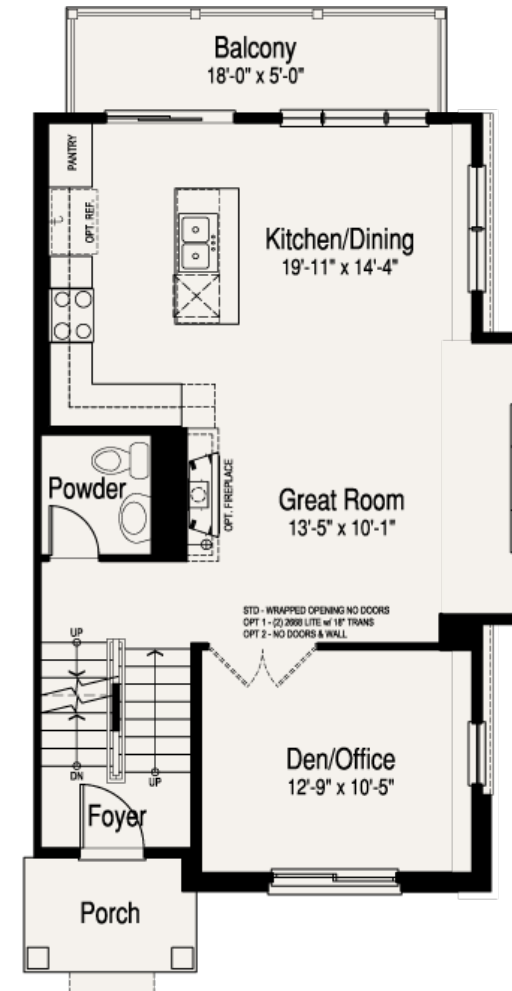 Balcony
18'-0" x 5'-0"
PANTRY
OPT. REF.
Kitchen/Dining
19'-11" x 14'-4"
Powder
OPT. FIREPLACE
Great Room
13'-5" x 10'-1"
STD - WRAPPED OPENING NO DOORS
OPT 1 - (2) 2668 LITE w/ 18" TRANS
OPT 2 - NO DOORS & WALL
UP
DN
UP
Den/Office
12'-9" x 10'-5"
Foyer
Porch